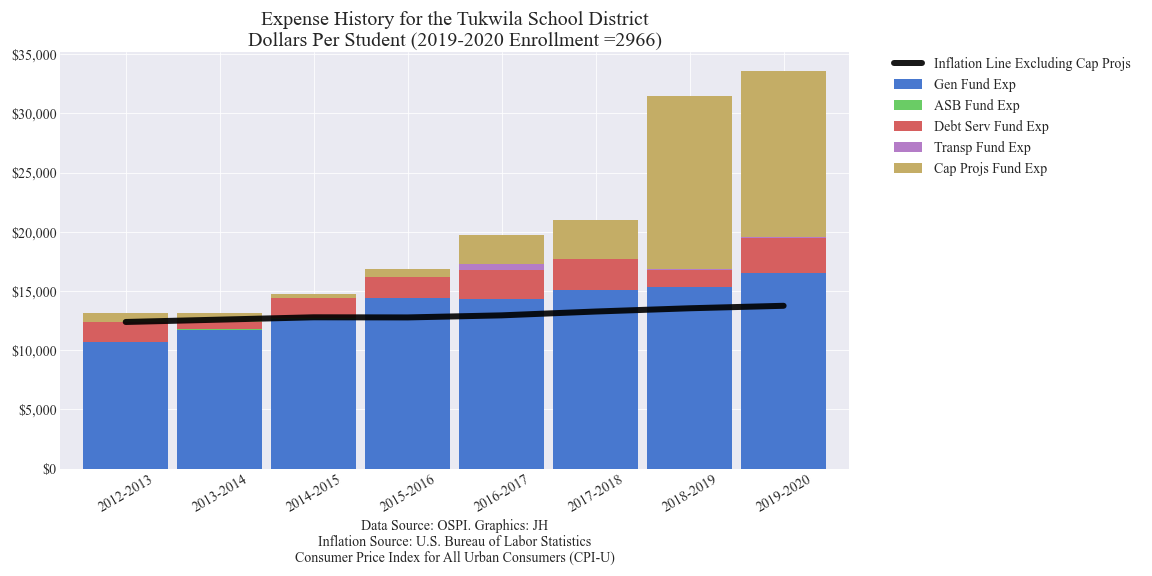 Expense History for the Tukwila School District
Dollars Per Student (2019-2020 Enrollment =2966)
$35,000
$30,000
$25,000
$20,000
$15,000
$10,000
$5,000
$0
2012-2013
2013-2014
2014-2015
2015-2016
2016-2017
2017-2018
2018-2019
2019-2020
Inflation Line Excluding Cap Projs
Gen Fund Exp
ASB Fund Exp
Debt Serv Fund Exp
Transp Fund Exp
Cap Projs Fund Exp
Data Source: OSPI. Graphics: JH
Inflation Source: U.S. Bureau of Labor Statistics
Consumer Price Index for All Urban Consumers (CPI-U)